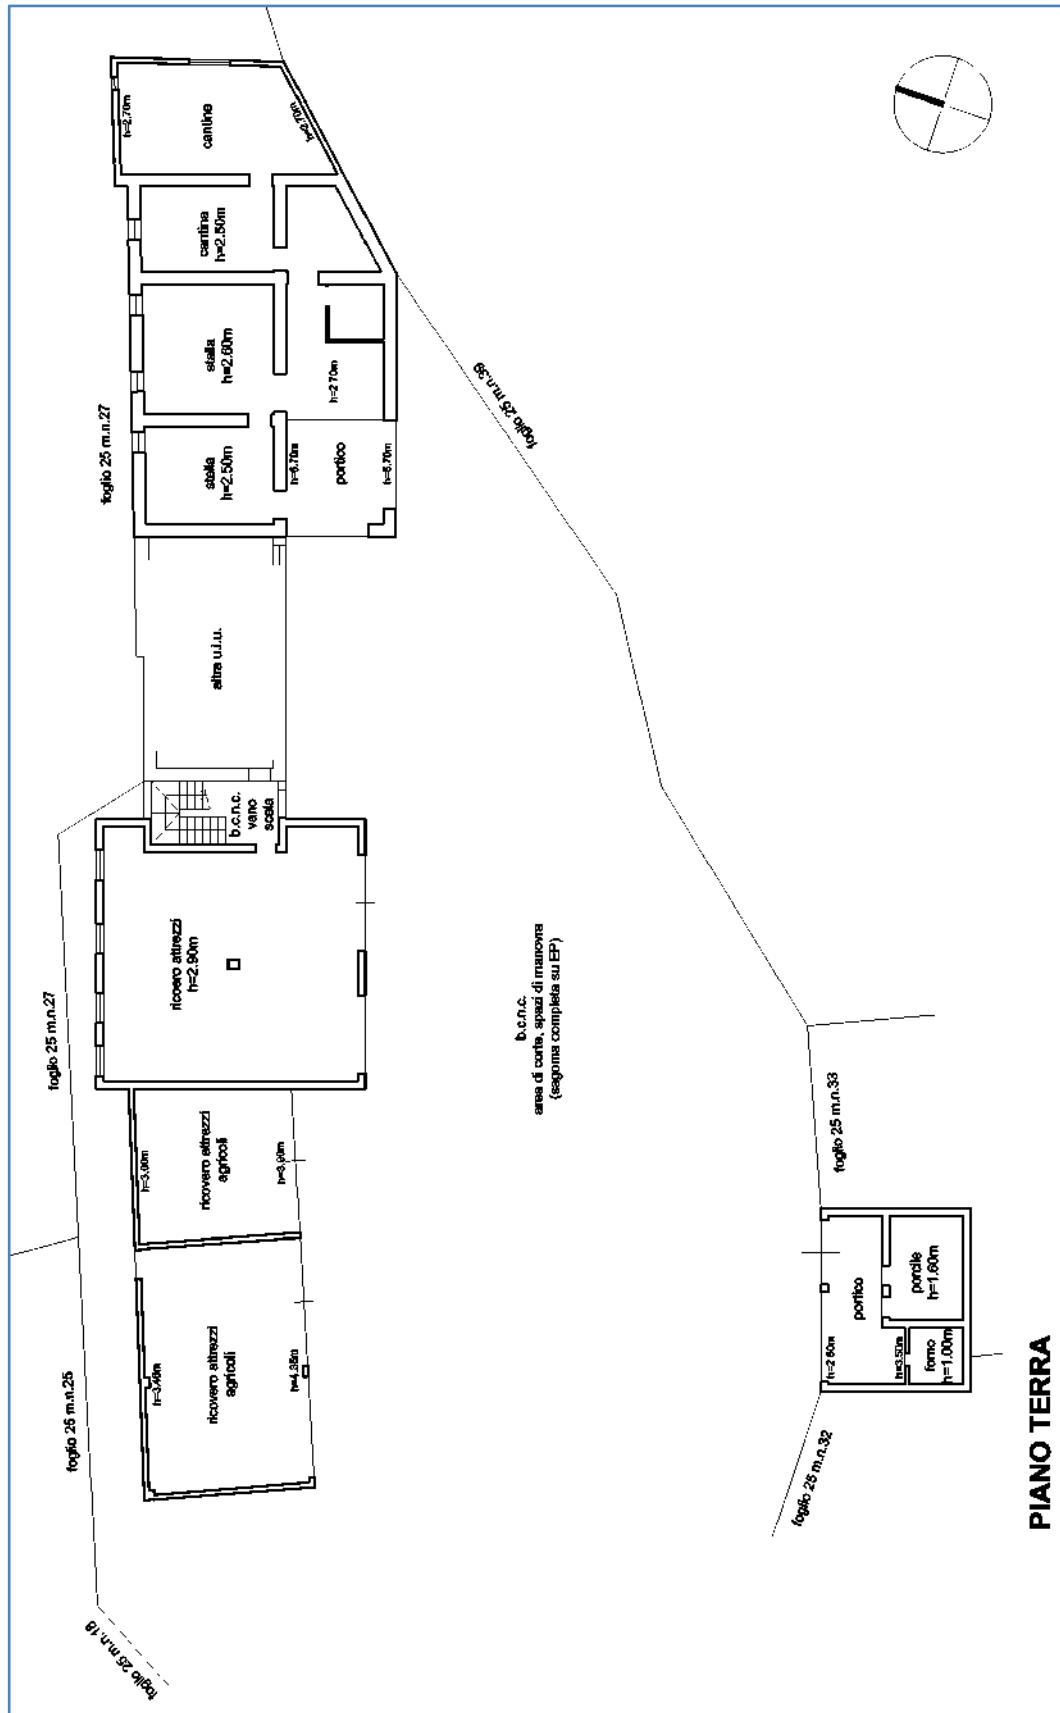 foglio 25 m.n.18
foglio 25 m.n.25
foglio 25 m.n.27
foglio 25 m.n.27
ricovero attrezzi
agricoli
h=3.45m
h=4.35m
ricovero attrezzi
agricoli
h=3.00m
h=3.90m
ricoero attrezzi
h=2.90m
b.c.n.c.
vano
scala
altra u.i.u.
stalla
h=2.50m
portico
h=6.70m
h=5.70m
stalla
h=2.60m
h=2.70m
cantina
h=2.50m
cantina
h=2.70m
h=2.70m
foglio 25 m.n.39
b.c.n.c.
area di corte, spazi di manovra
(sagoma completa su EP)
foglio 25 m.n.33
foglio 25 m.n.32
portico
h=2.60m
h=3.50m
porcile
h=1.60m
forno
h=1.00m
PIANO TERRA